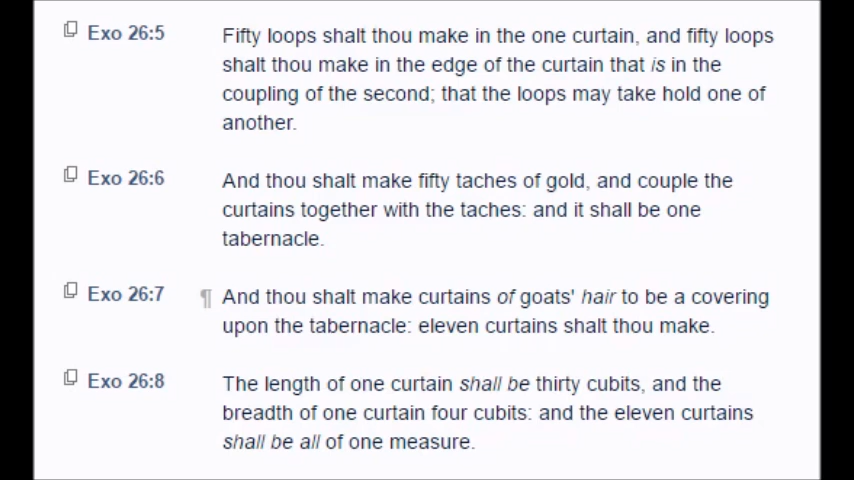 Exo 26:5 Fifty loops shalt thou make in the one curtain, and fifty loops
shalt thou make in the edge of the curtain that is in the
coupling of the second; that the loops may take hold one of
another.
Exo 26:6 And thou shalt make fifty taches of gold, and couple the
curtains together with the taches: and it shall be one
tabernacle.
Exo 26:7 ¶ And thou shalt make curtains of goats' hair to be a covering
upon the tabernacle: eleven curtains shalt thou make.
Exo 26:8 The length of one curtain shall be thirty cubits, and the
breadth of one curtain four cubits: and the eleven curtains
shall be all of one measure.